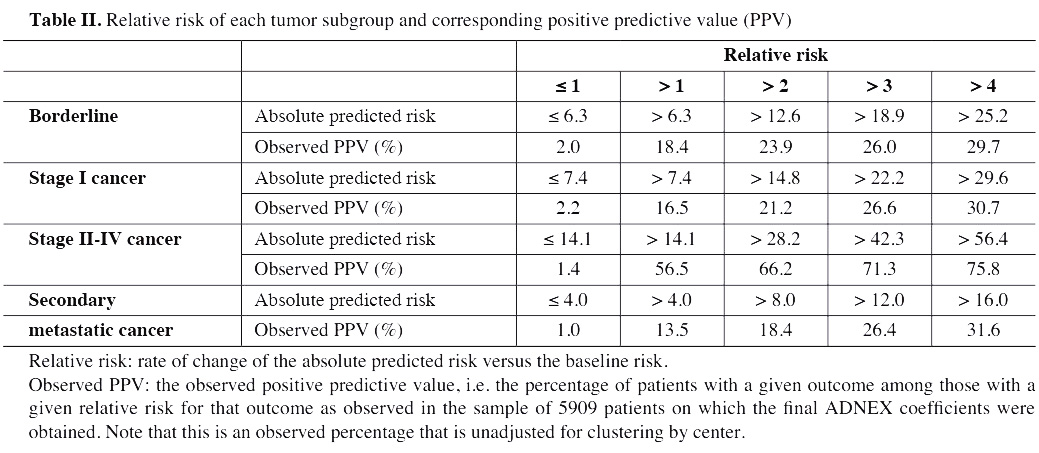 Table II. Relative risk of each tumor subgroup and corresponding positive predictive value (PPV)
Relative risk
≤ 1 > 1 > 2 > 3 > 4
Borderline Absolute predicted risk ≤ 6.3 > 6.3 > 12.6 > 18.9 > 25.2
Observed PPV (%) 2.0 18.4 23.9 26.0 29.7
Stage I cancer Absolute predicted risk ≤ 7.4 > 7.4 > 14.8 > 22.2 > 29.6
Observed PPV (%) 2.2 16.5 21.2 26.6 30.7
Stage II-IV cancer Absolute predicted risk ≤ 14.1 > 14.1 > 28.2 > 42.3 > 56.4
Observed PPV (%) 1.4 56.5 66.2 71.3 75.8
Secondary Absolute predicted risk ≤ 4.0 > 4.0 > 8.0 > 12.0 > 16.0
metastatic cancer Observed PPV (%) 1.0 13.5 18.4 26.4 31.6
Relative risk: rate of change of the absolute predicted risk versus the baseline risk.
Observed PPV: the observed positive predictive value, i.e. the percentage of patients with a given outcome among those with a
given relative risk for that outcome as observed in the sample of 5909 patients on which the final ADNEX coefficients were
obtained. Note that this is an observed percentage that is unadjusted for clustering by center.